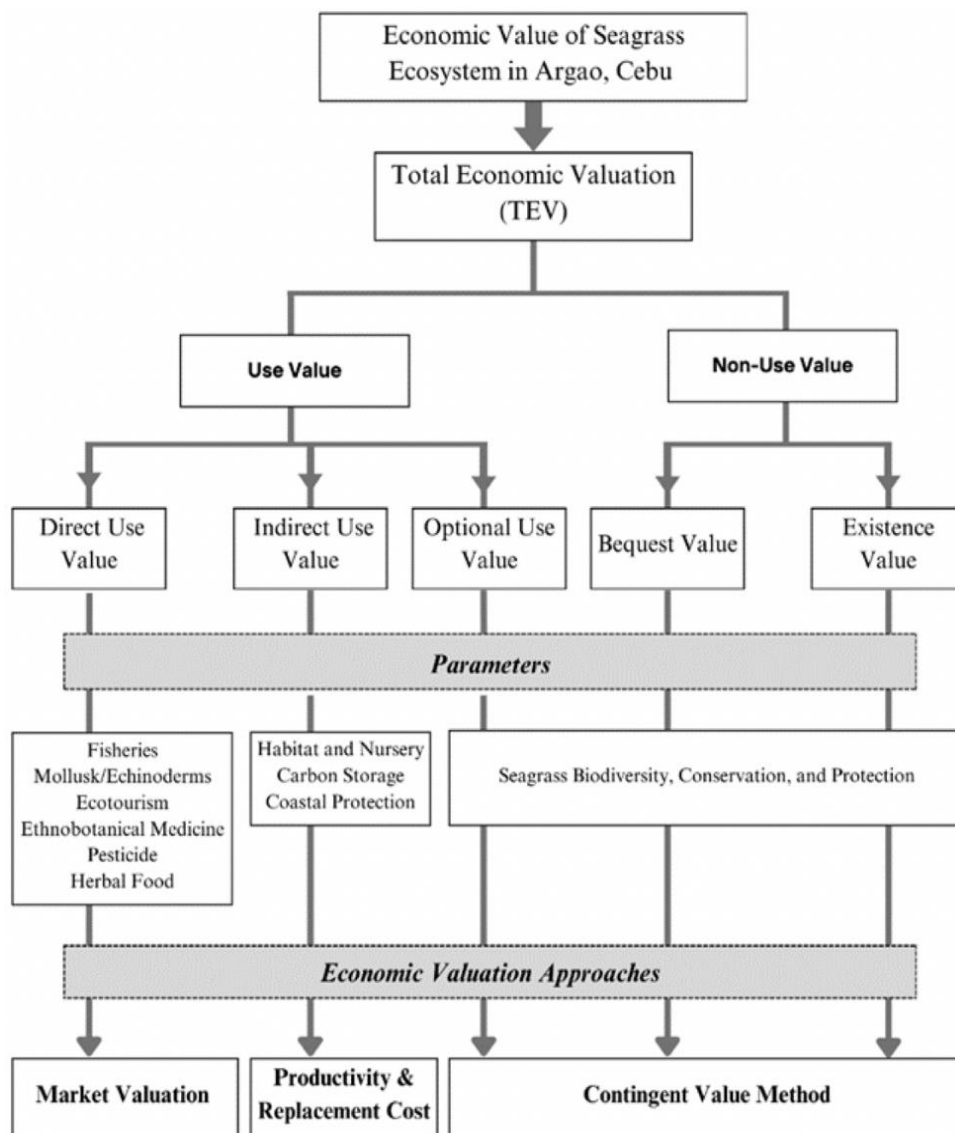 Economic Value of Seagrass
Ecosystem in Argao, Cebu
Total Economic Valuation
(TEV)
Use Value
Non-Use Value
Direct Use
Value
Indirect Use
Value
Optional Use
Value
Bequest Value
Existence
Value
Parameters
Fisheries
Mollusk/Echinoderms
Ecotourism
Ethnobotanical Medicine
Pesticide
Herbal Food
Habitat and Nursery
Carbon Storage
Coastal Protection
Seagrass Biodiversity, Conservation, and Protection
Economic Valuation Approaches
Market Valuation
Productivity &
Replacement Cost
Contingent Value Method